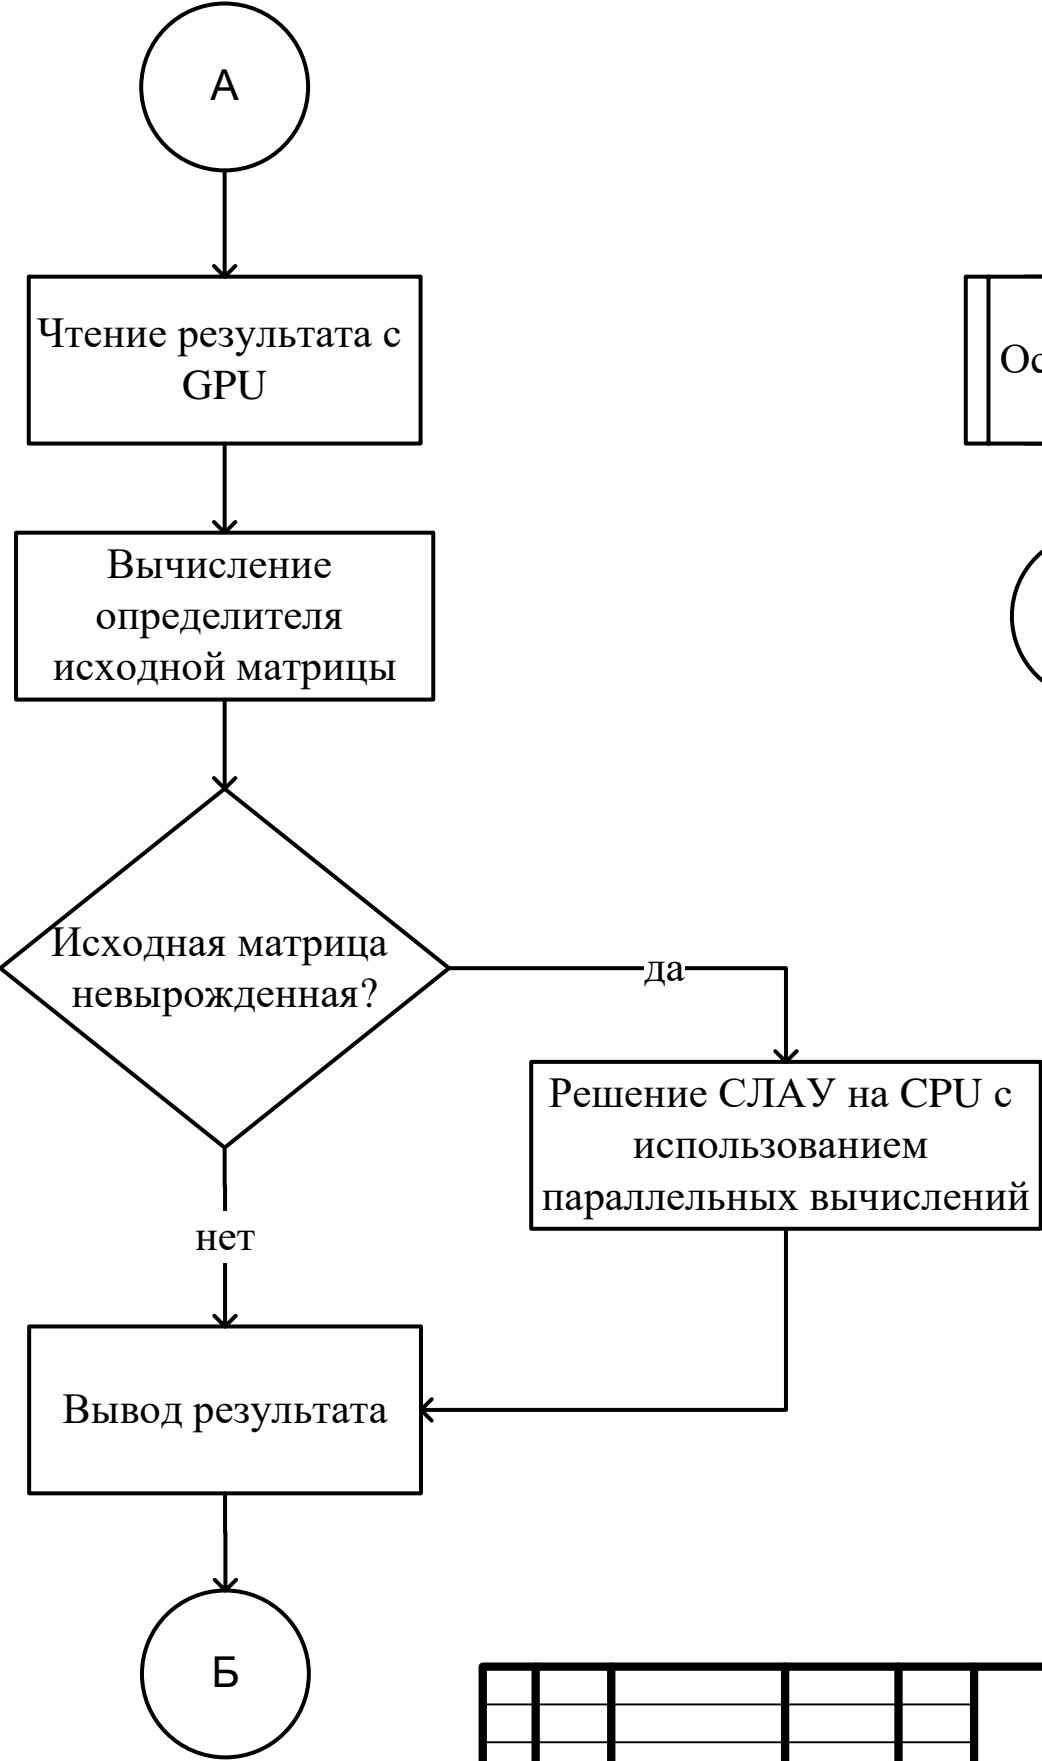 А
Чтение результата с
GPU
Вычисление
определителя
исходной матрицы
Исходная матрица
невырожденная?
да
Решение СЛАУ на CPU с
использованием
параллельных вычислений
нет
Вывод результата
Б